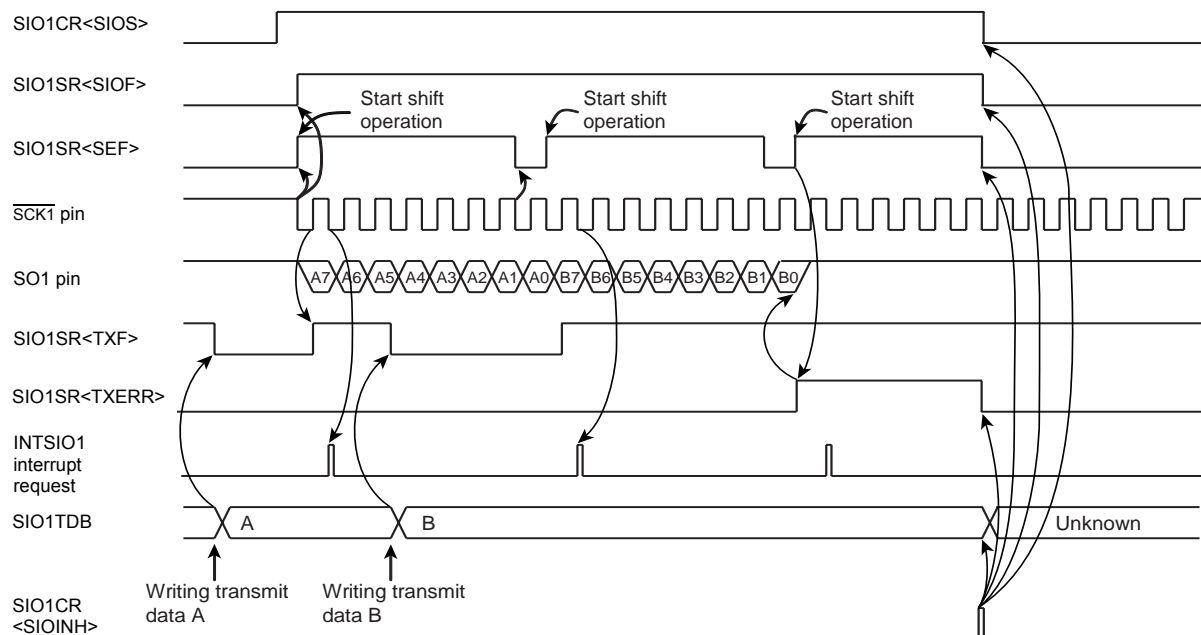 SIO1CR<SIOS>
SIO1SR<SIOF>
Start shift
operation
Start shift
operation
Start shift
operation
SIO1SR<SEF>
SCK1 pin
SO1 pin
A7 A6 A5 A4 A3 A2 A1 A0 B7 B6 B5 B4 B3 B2 B1 B0
SIO1SR<TXF>
SIO1SR<TXERR>
INTSIO1
interrupt
request
SIO1TDB
A
B
Unknown
Writing transmit
data A
Writing transmit
data B
SIO1CR
<SIOINH>